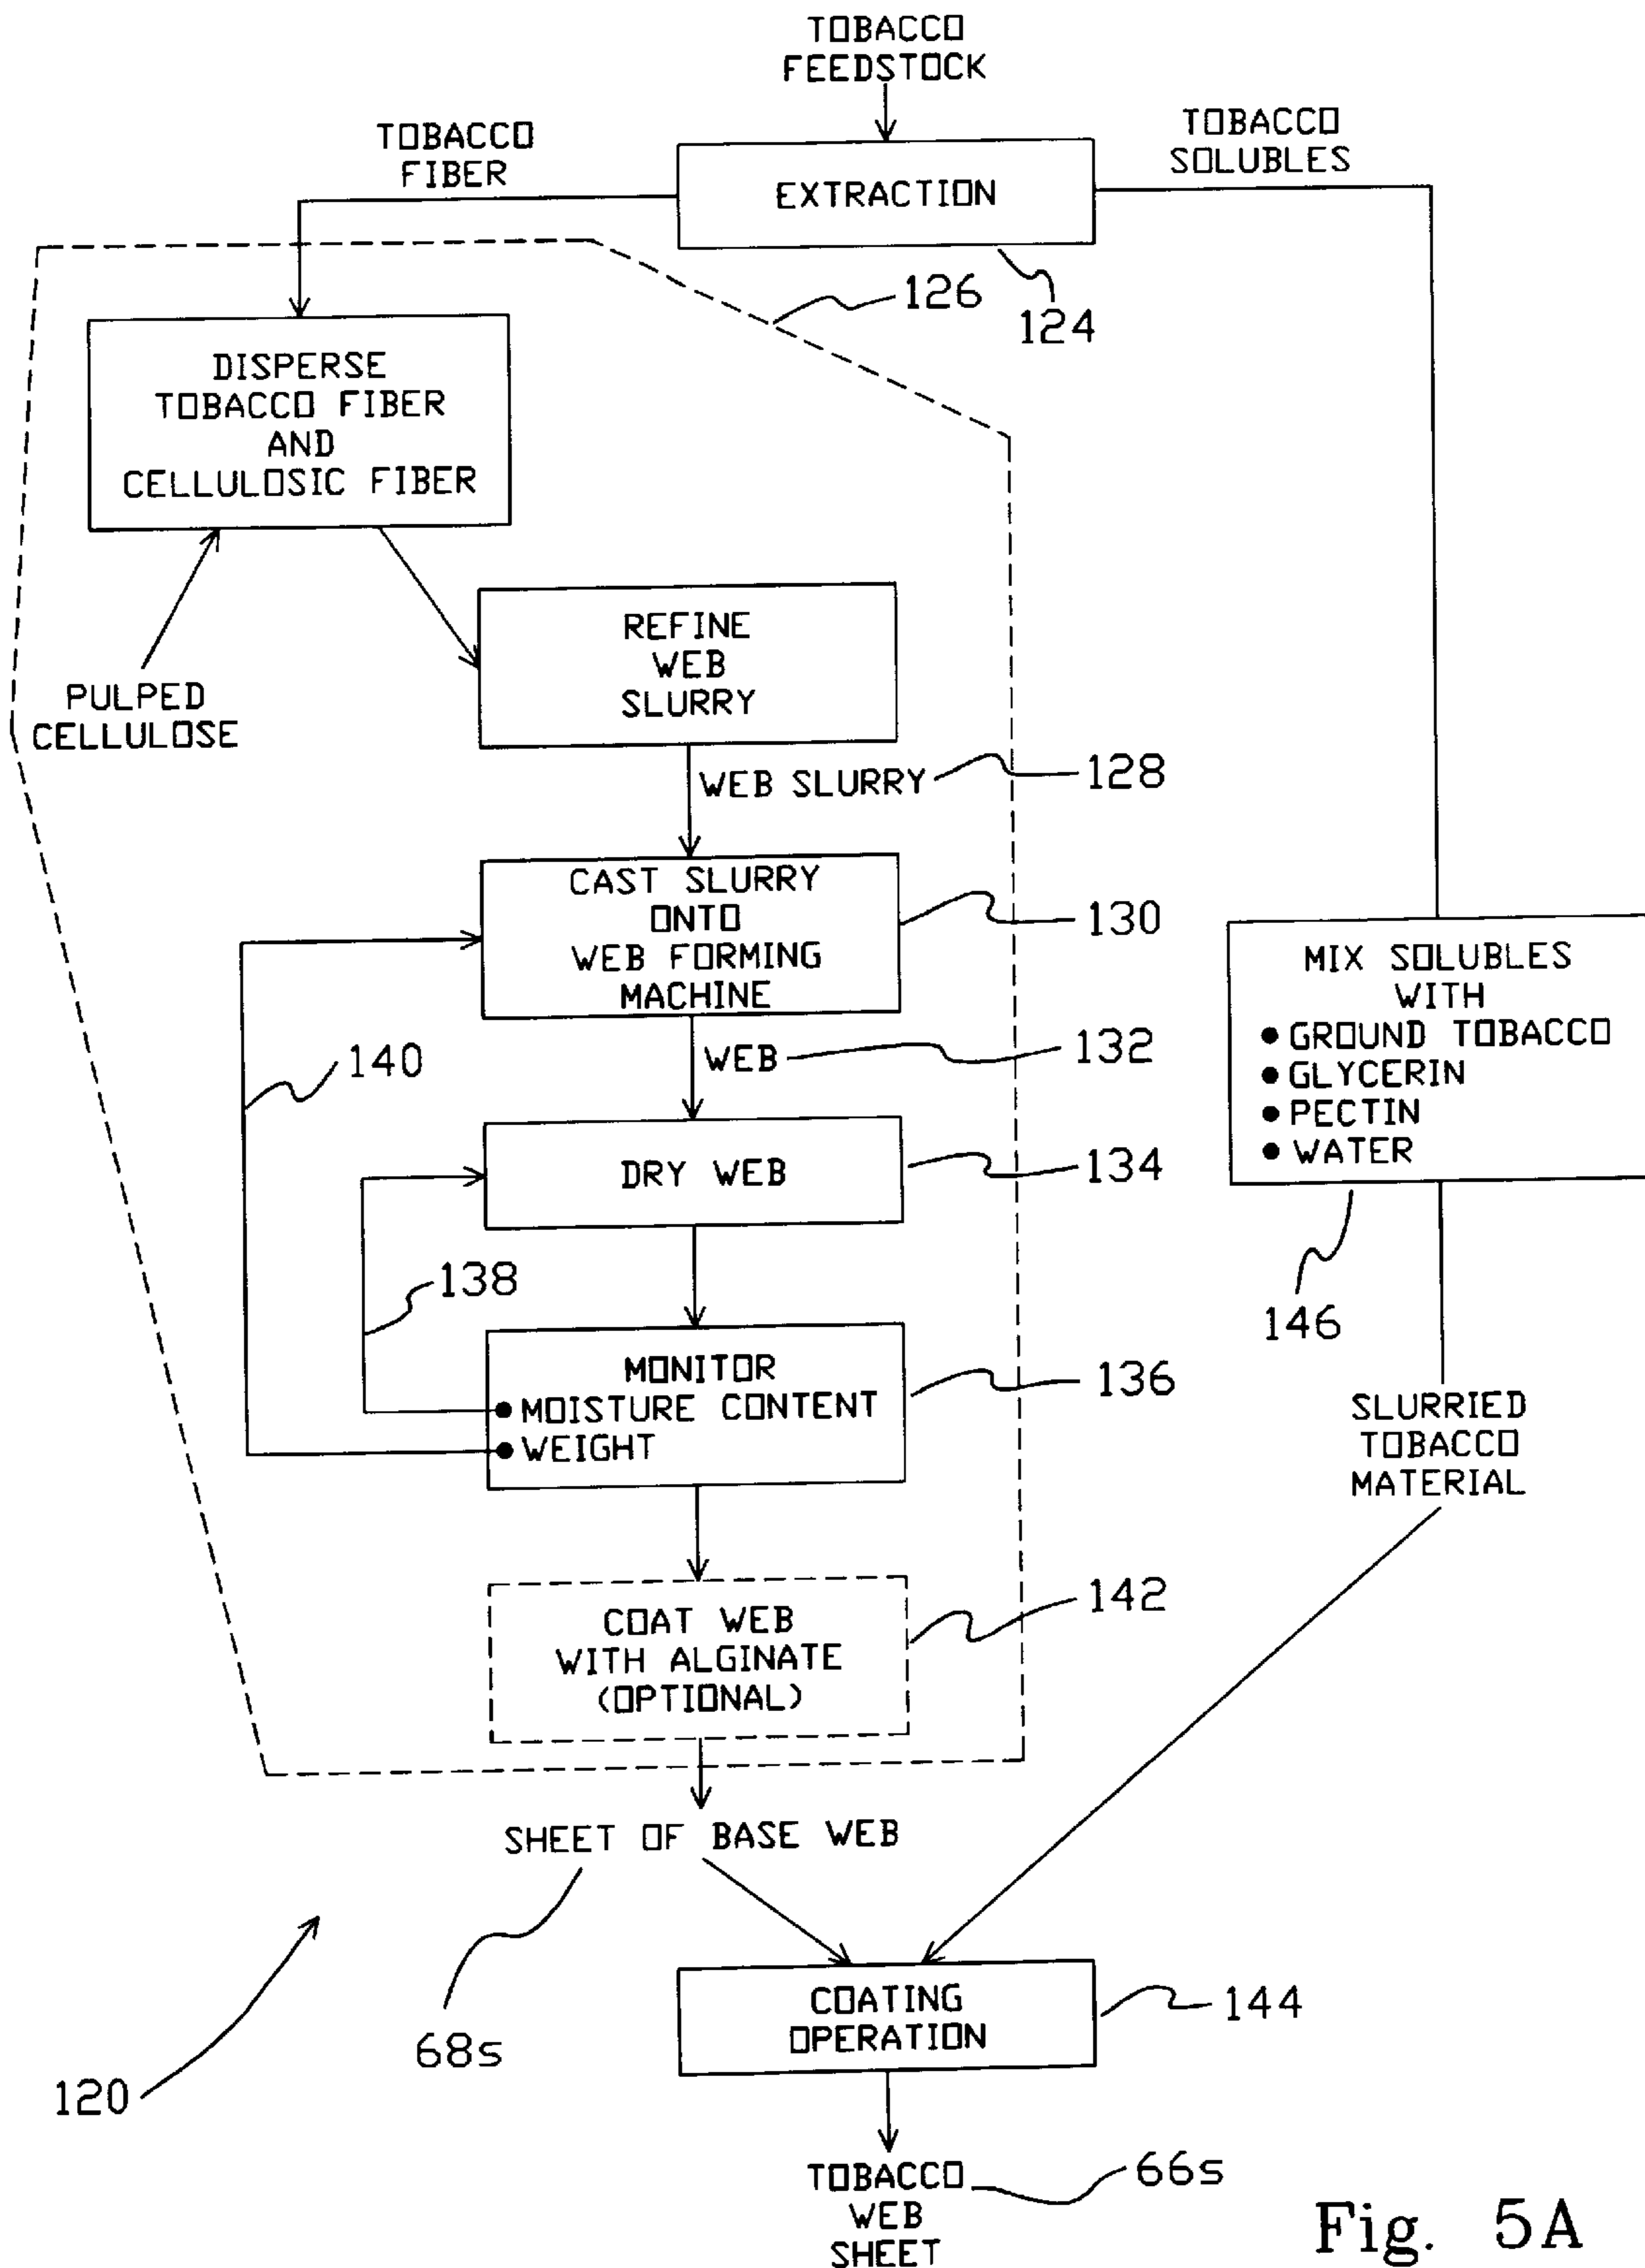 TOBACCO
FEEDSTOCK
TOBACCO
FIBER
EXTRACTION
TOBACCO
SOLUBLES
126
124
DISPERSE
TOBACCO FIBER
AND
CELLULOSIC FIBER
PULPED
CELLULOSE
REFINE
WEB
SLURRY
WEB SLURRY
128
CAST SLURRY
ONTO
WEB FORMING
MACHINE
130
MIX SOLUBLES
WITH
• GROUND TOBACCO
• GLYCERIN
• PECTIN
• WATER
140
WEB
132
DRY WEB
134
138
146
MONITOR
• MOISTURE CONTENT
• WEIGHT
136
SLURRIED
TOBACCO
MATERIAL
COAT WEB
WITH ALGINATE
(OPTIONAL)
142
SHEET OF BASE WEB
68s
120
COATING
OPERATION
144
TOBACCO
WEB
SHEET
66s
Fig. 5A